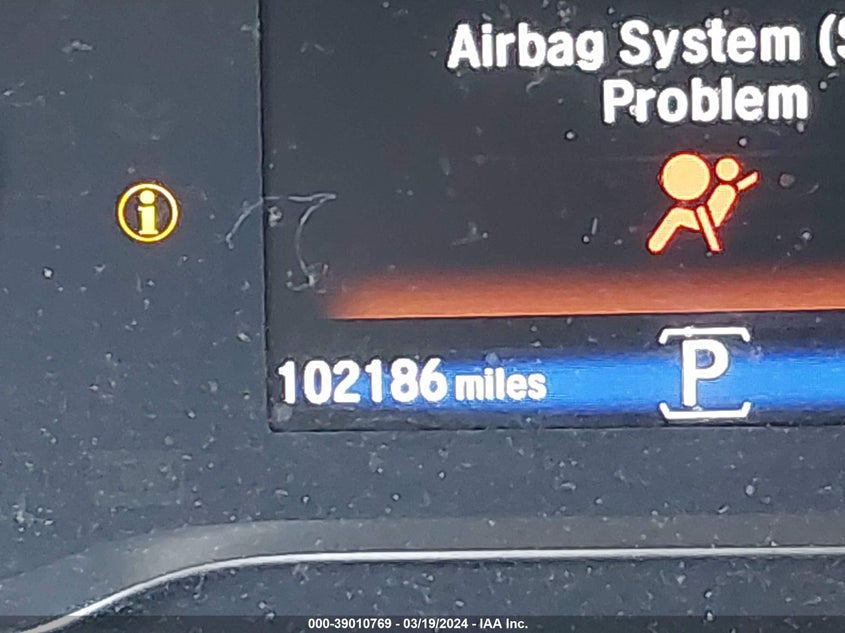 Airbag System (S
Problem
i
102186 miles
P
000-39010769 - 03/19/2024 - IAA Inc.